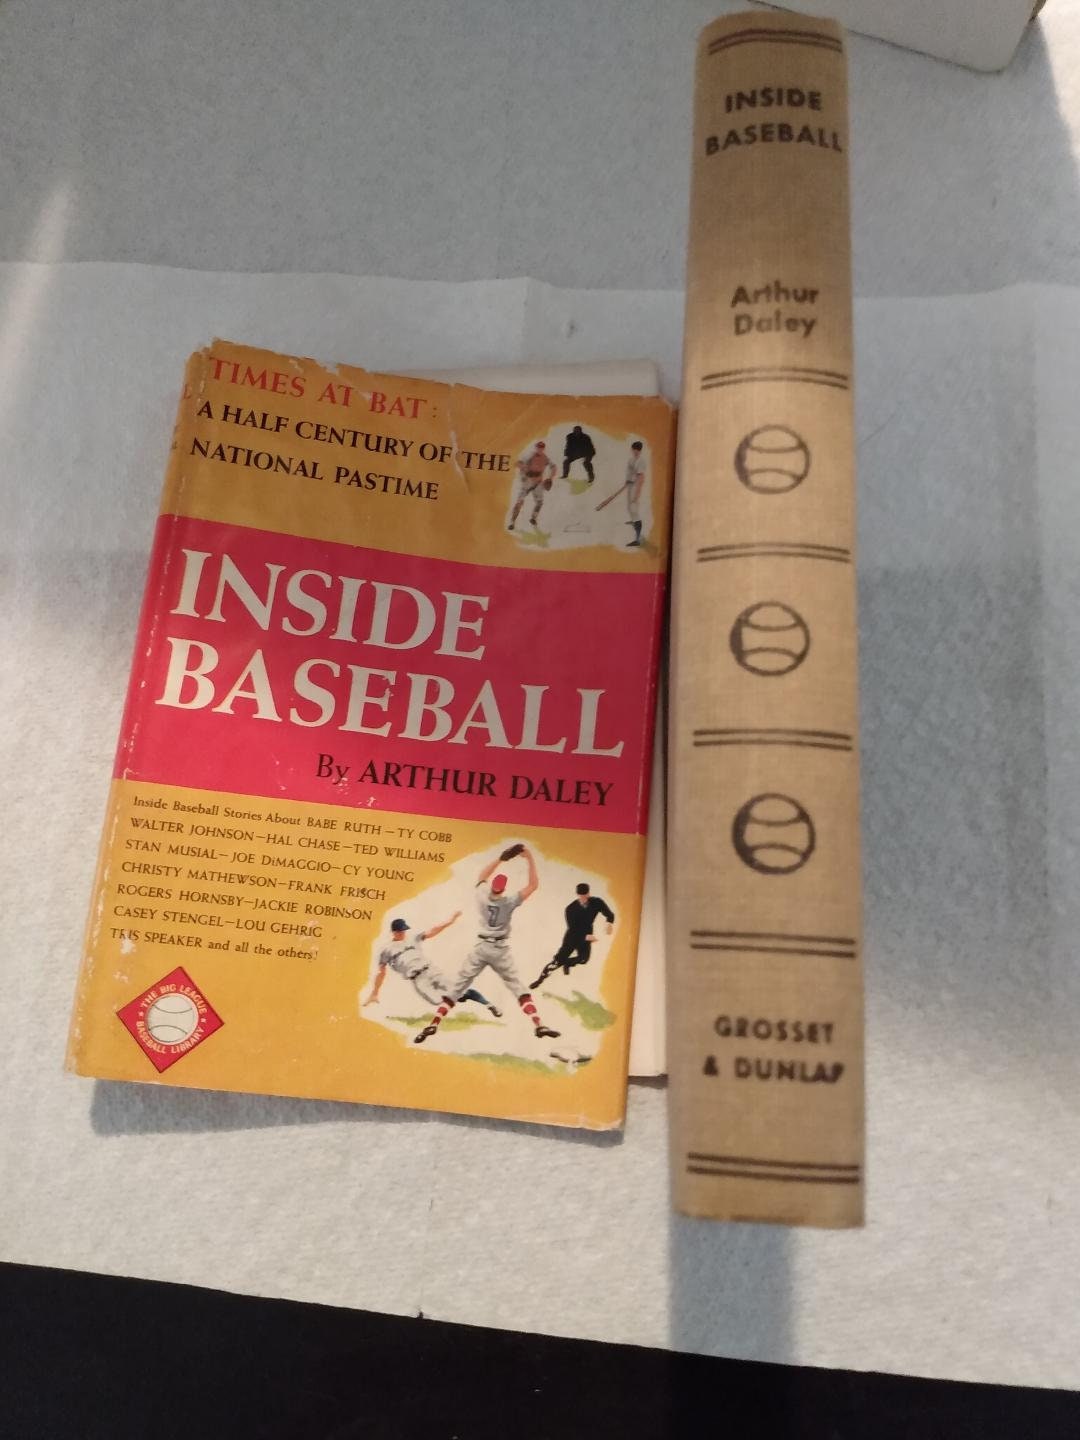 TIMES AT BAT:
A HALF CENTURY OF THE
NATIONAL PASTIME
INSIDE
BASEBALL
By ARTHUR DALEY
Inside Baseball Stories About BABE RUTH—TY COBB
WALTER JOHNSON—HAL CHASE—TED WILLIAMS
STAN MUSIAL—JOE DiMAGGIO—CY YOUNG
CHRISTY MATHEWSON—FRANK FRISCH
ROGERS HORNSBY—JACKIE ROBINSON
CASEY STENGEL—LOU GEHRIG
TRIS SPEAKER and all the others!
THE BIG LEAGUE
BASEBALL LIBRARY
7
INSIDE
BASEBALL
Arthur
Daley
GROSSET
& DUNLAP